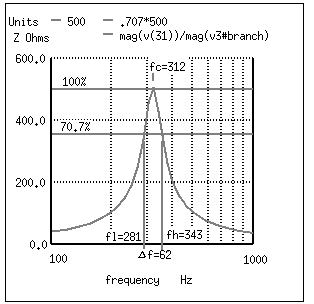 Units — 500 — .707*500
Z Ohms — mag(v(31))/mag(v3#branch)
fc=312
600.0
100%
400.0
70.7%
200.0
fl=281 fh=343
0.0
Δf=62
100 1000
frequency Hz